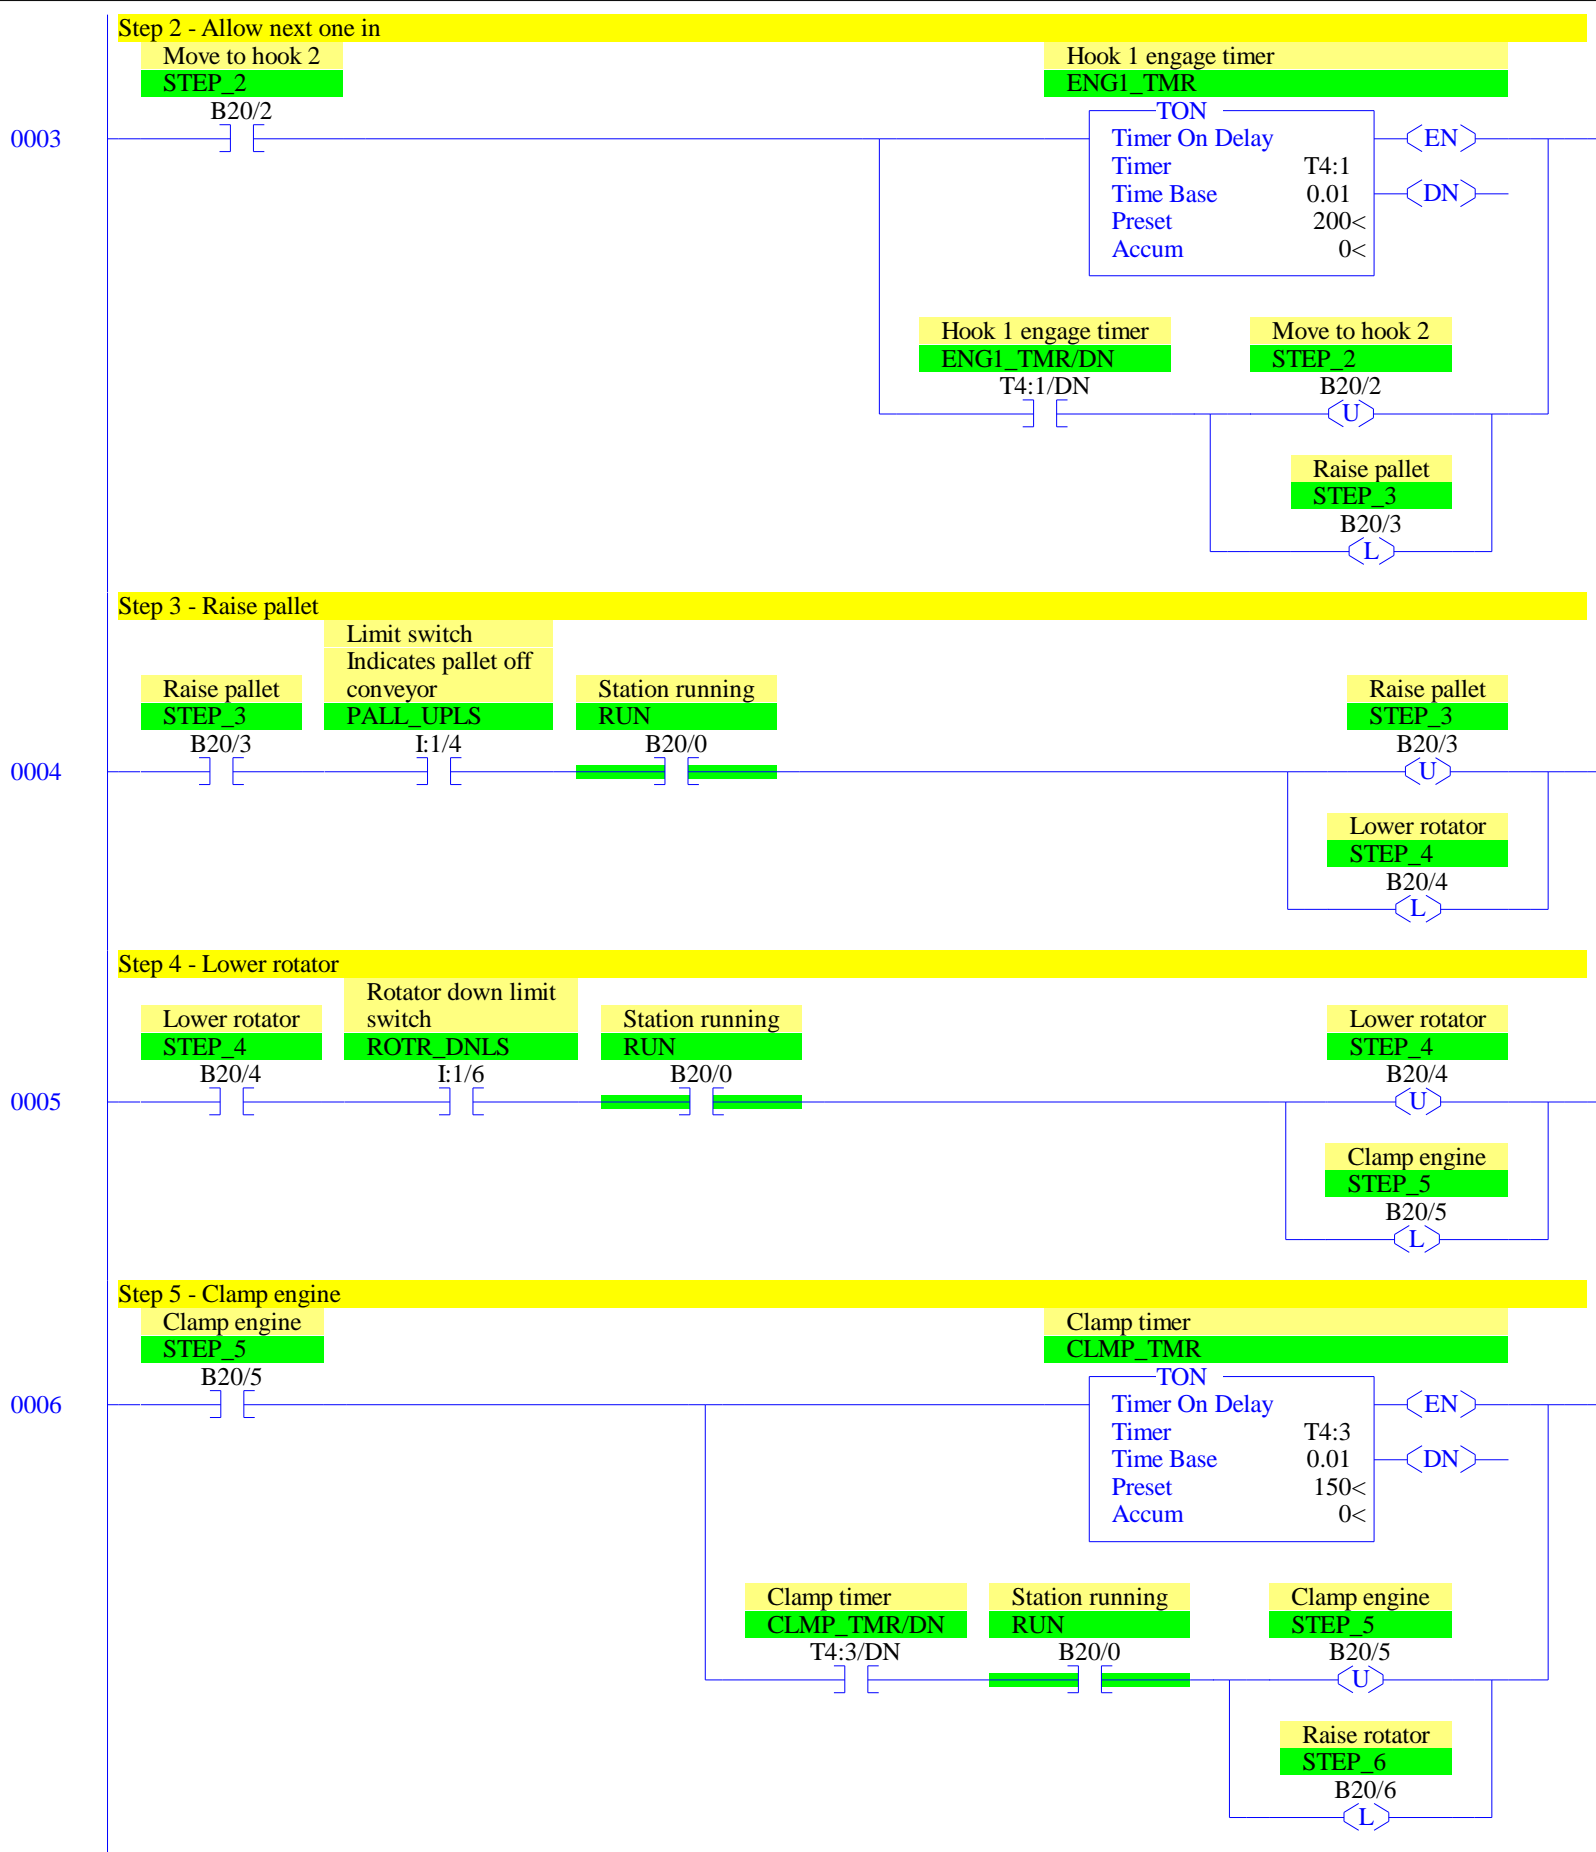 Step 2 - Allow next one in
Move to hook 2
STEP_2
B20/2
Hook 1 engage timer
ENG1_TMR
TON
0003
Timer On Delay
EN
Timer T4:1
Time Base 0.01
DN
Preset 200<
Accum 0<
Hook 1 engage timer
ENG1_TMR/DN
T4:1/DN
Move to hook 2
STEP_2
B20/2
U
Raise pallet
STEP_3
B20/3
L
Step 3 - Raise pallet
Raise pallet
STEP_3
B20/3
Limit switch
Indicates pallet off
conveyor
PALL_UPLS
I:1/4
Station running
RUN
B20/0
Raise pallet
STEP_3
B20/3
0004
U
Lower rotator
STEP_4
B20/4
L
Step 4 - Lower rotator
Lower rotator
STEP_4
B20/4
Rotator down limit
switch
ROTR_DNLS
I:1/6
Station running
RUN
B20/0
Lower rotator
STEP_4
B20/4
0005
U
Clamp engine
STEP_5
B20/5
L
Step 5 - Clamp engine
Clamp engine
STEP_5
B20/5
Clamp timer
CLMP_TMR
TON
0006
Timer On Delay
EN
Timer T4:3
Time Base 0.01
DN
Preset 150<
Accum 0<
Clamp timer
CLMP_TMR/DN
T4:3/DN
Station running
RUN
B20/0
Clamp engine
STEP_5
B20/5
U
Raise rotator
STEP_6
B20/6
L